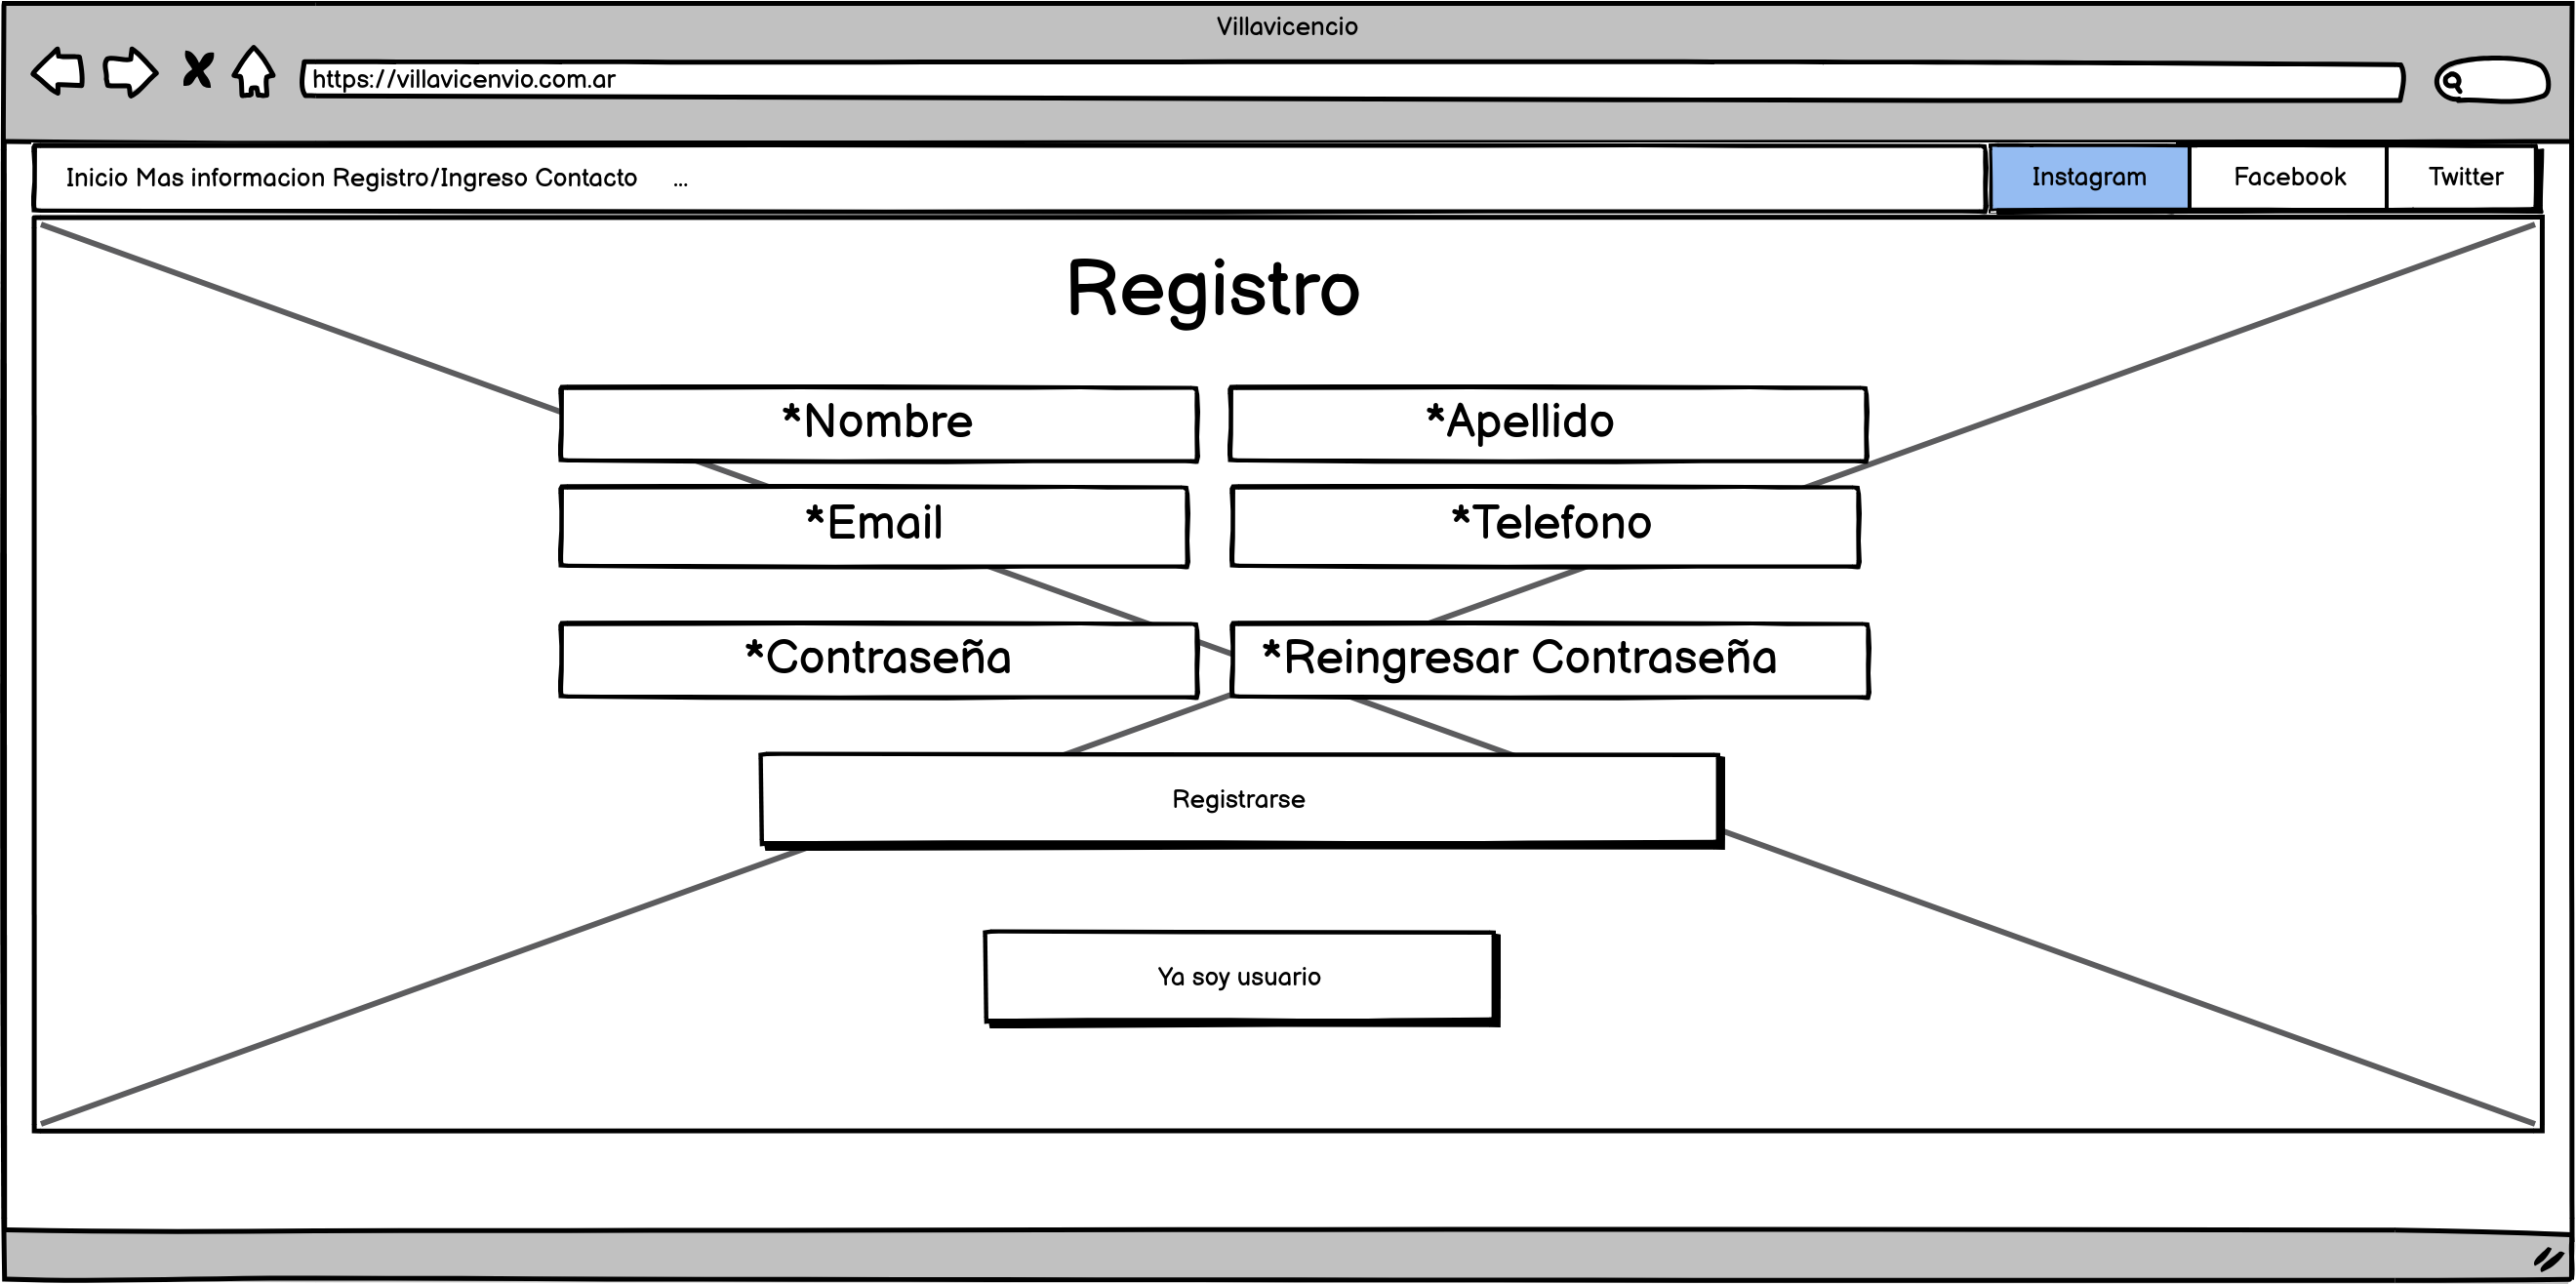 Villavicencio
https://villavicenvio.com.ar
Inicio Mas informacion Registro/Ingreso Contacto ...
Instagram Facebook Twitter
Registro
*Nombre *Apellido
*Email *Telefono
*Contraseña *Reingresar Contraseña
Registrarse
Ya soy usuario